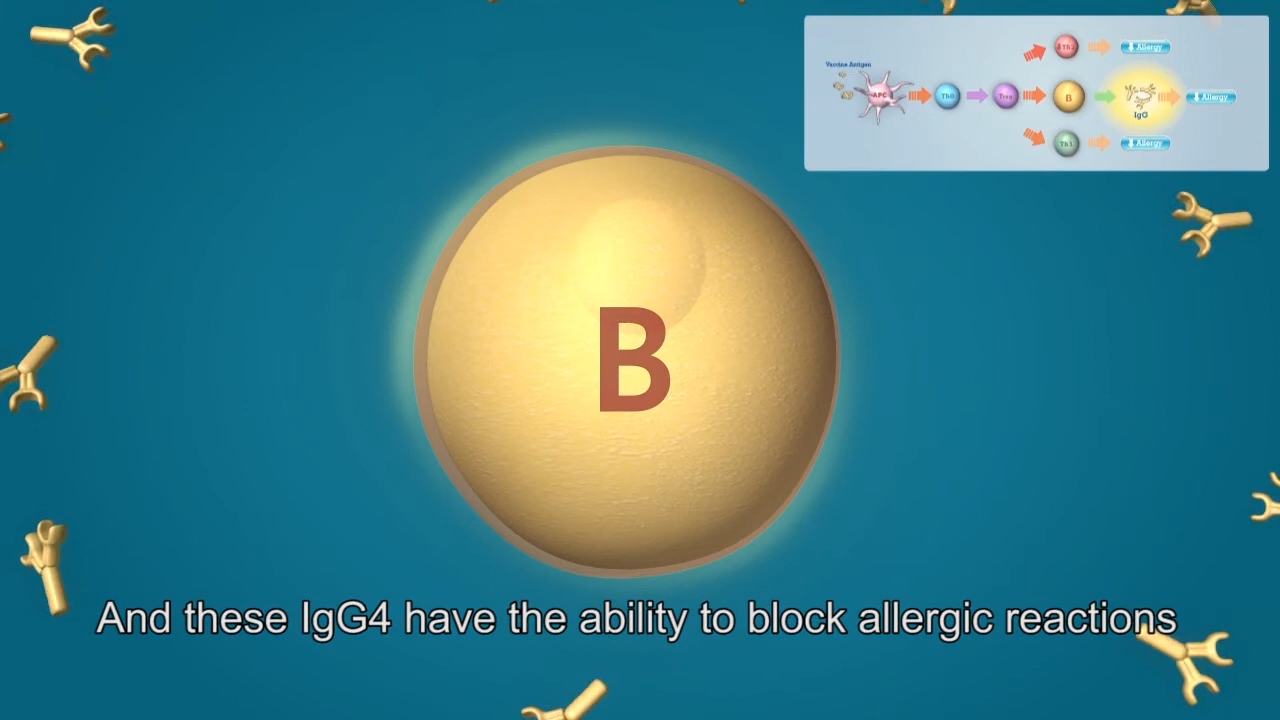 Vaccine Antigen
APC
Th0
Treg
Th2
Allergy
B
IgG
Allergy
Th1
Allergy
B
And these IgG4 have the ability to block allergic reactions